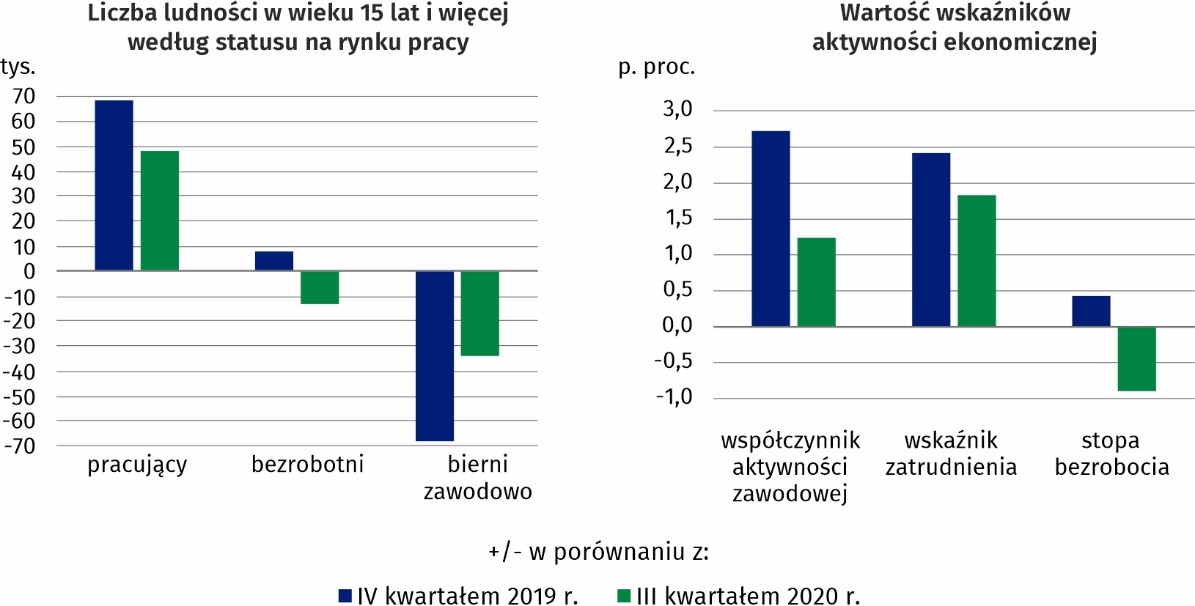 Liczba ludności w wieku 15 lat i więcej
według statusu na rynku pracy
tys.
70
60
50
40
30
20
10
0
-10
-20
-30
-40
-50
-60
-70
pracujący
bezrobotni
bierni
zawodowo
Wartość wskaźników
aktywności ekonomicznej
p. proc.
3,0
2,5
2,0
1,5
1,0
0,5
0,0
-0,5
-1,0
współczynnik
aktywności
zawodowej
wskaźnik
zatrudnienia
stopa
bezrobocia
+/- w porównaniu z:
IV kwartałem 2019 r.
III kwartałem 2020 r.